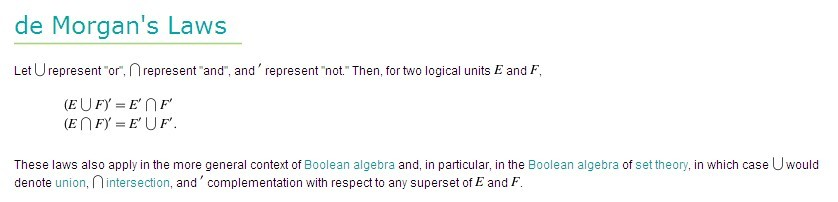 de Morgan's Laws
Let ⋃ represent "or", ⋂ represent "and", and ′ represent "not." Then, for two logical units E and F,
(E ⋃ F)′ = E′ ⋂ F′
(E ⋂ F)′ = E′ ⋃ F′.
These laws also apply in the more general context of Boolean algebra and, in particular, in the Boolean algebra of set theory, in which case ⋃ would
denote union, ⋂ intersection, and ′ complementation with respect to any superset of E and F.